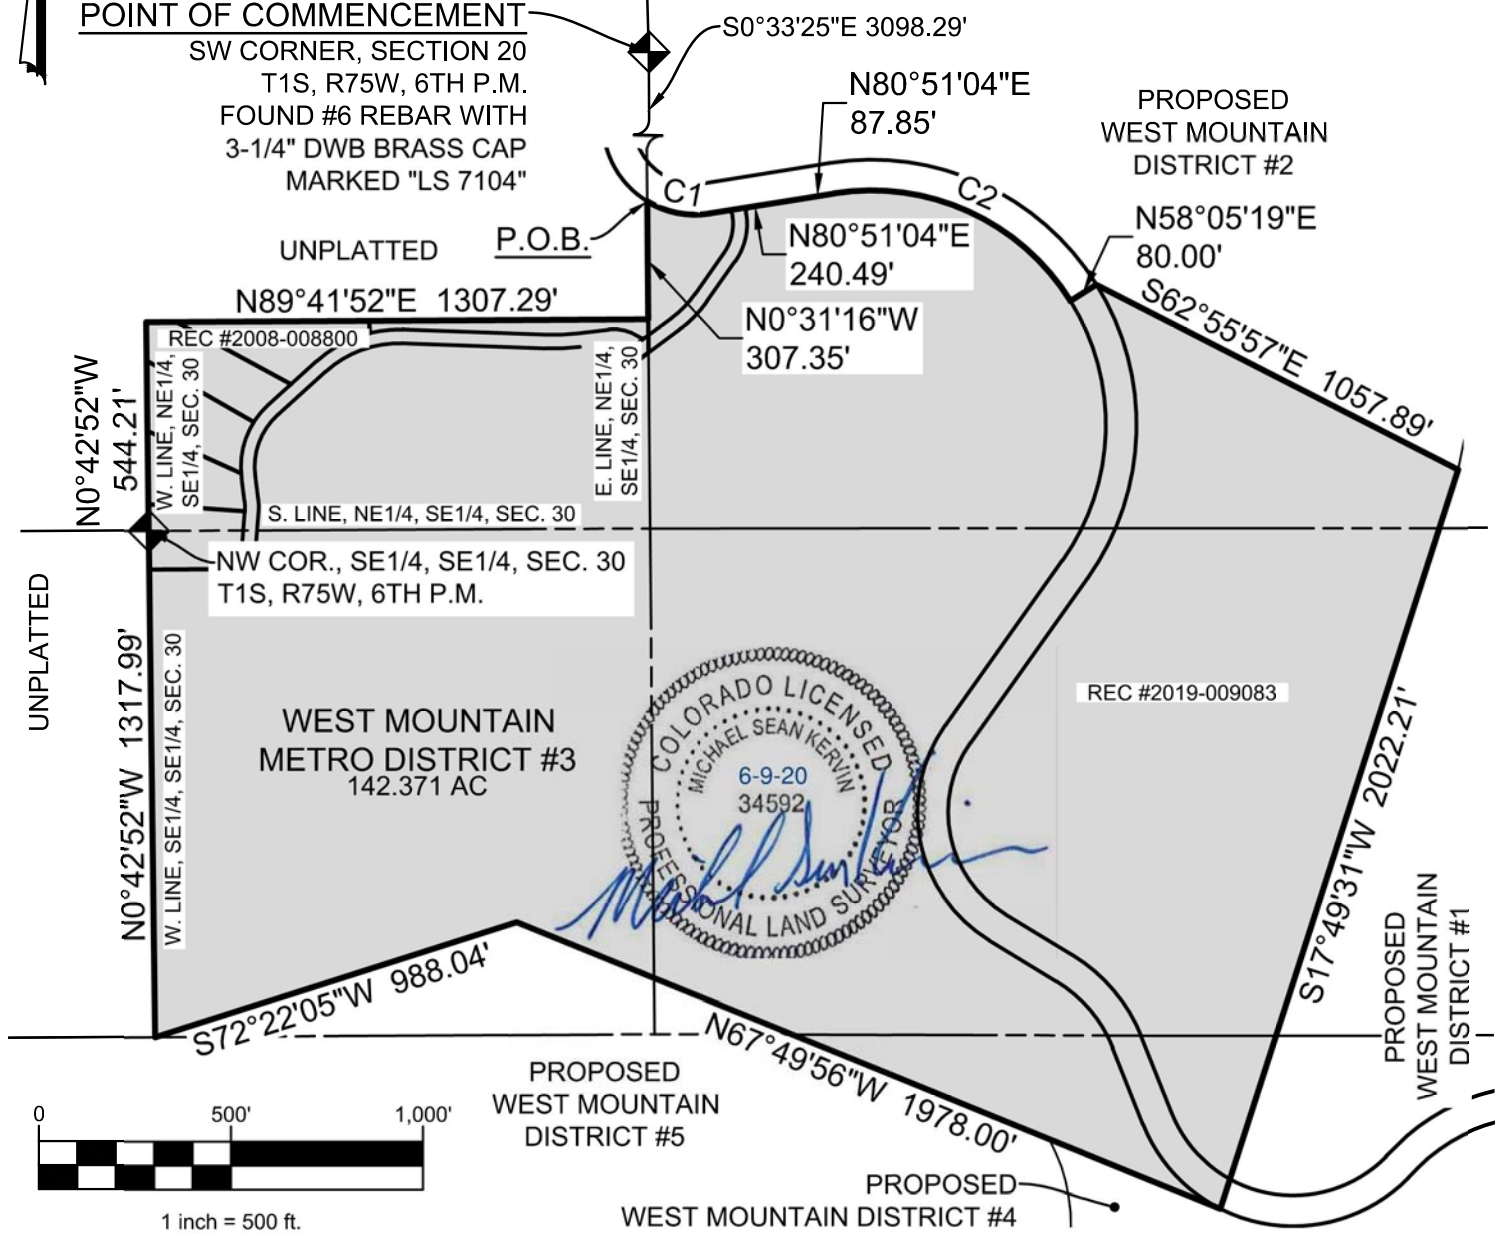 POINT OF COMMENCEMENT
SW CORNER, SECTION 20
T1S, R75W, 6TH P.M.
FOUND #6 REBAR WITH
3-1/4" DWB BRASS CAP
MARKED "LS 7104"
S0°33'25"E 3098.29'
N80°51'04"E
87.85'
PROPOSED
WEST MOUNTAIN
DISTRICT #2
C1
C2
N58°05'19"E
80.00'
UNPLATTED
P.O.B.
N80°51'04"E
240.49'
S62°55'57"E 1057.89'
N89°41'52"E 1307.29'
N0°31'16"W
307.35'
REC #2008-008800
N0°42'52"W
544.21'
W. LINE, NE1/4,
SE1/4, SEC. 30
E. LINE, NE1/4,
SE1/4, SEC. 30
S. LINE, NE1/4, SE1/4, SEC. 30
NW COR., SE1/4, SE1/4, SEC. 30
T1S, R75W, 6TH P.M.
UNPLATTED
N0°42'52"W 1317.99'
W. LINE, SE1/4, SE1/4, SEC. 30
WEST MOUNTAIN
METRO DISTRICT #3
142.371 AC
COLORADO LICENSED
MICHAEL SEAN KERVIN
6-9-20
34592
PROFESSIONAL LAND SURVEYOR
REC #2019-009083
S17°49'31"W 2022.21'
PROPOSED
WEST MOUNTAIN
DISTRICT #1
S72°22'05"W 988.04'
N67°49'56"W 1978.00'
PROPOSED
WEST MOUNTAIN
DISTRICT #5
PROPOSED
WEST MOUNTAIN DISTRICT #4
0 500' 1,000'
1 inch = 500 ft.